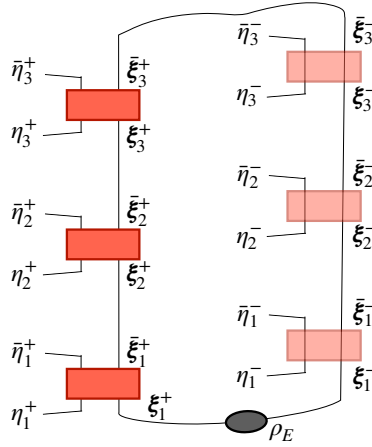 η̄₃⁺ ξ̄₃⁺ η̄₃⁻ ξ̄₃⁻
η₃⁺ ξ₃⁺ η₃⁻ ξ₃⁻
η̄₂⁺ ξ̄₂⁺ η̄₂⁻ ξ̄₂⁻
η₂⁺ ξ₂⁺ η₂⁻ ξ₂⁻
η̄₁⁺ ξ̄₁⁺ η̄₁⁻ ξ̄₁⁻
η₁⁺ ξ₁⁺ η₁⁻ ξ₁⁻
ρ_E